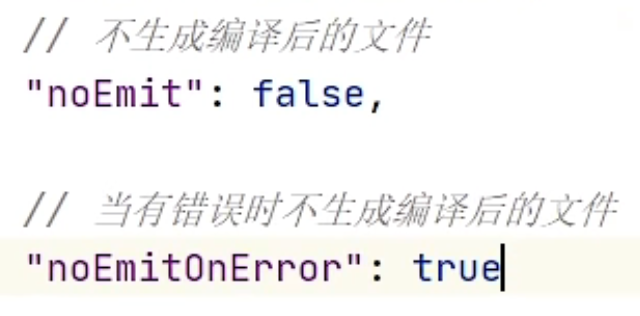 // 不生成编译后的文件
"noEmit": false,
// 当有错误时不生成编译后的文件
"noEmitOnError": true